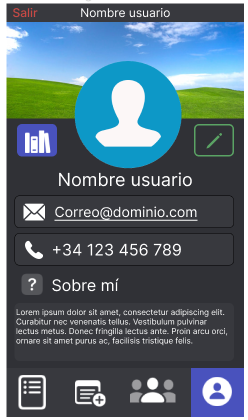 Salir
Nombre usuario
Nombre usuario
Correo@dominio.com
+34 123 456 789
?
Sobre mí
Lorem ipsum dolor sit amet, consectetur adipiscing elit.
Curabitur nec venenatis tellus. Vestibulum pulvinar
lectus metus. Donec fringilla lectus ante. Proin arcu orci,
ornare sit amet purus ac, facilisis tristique felis.